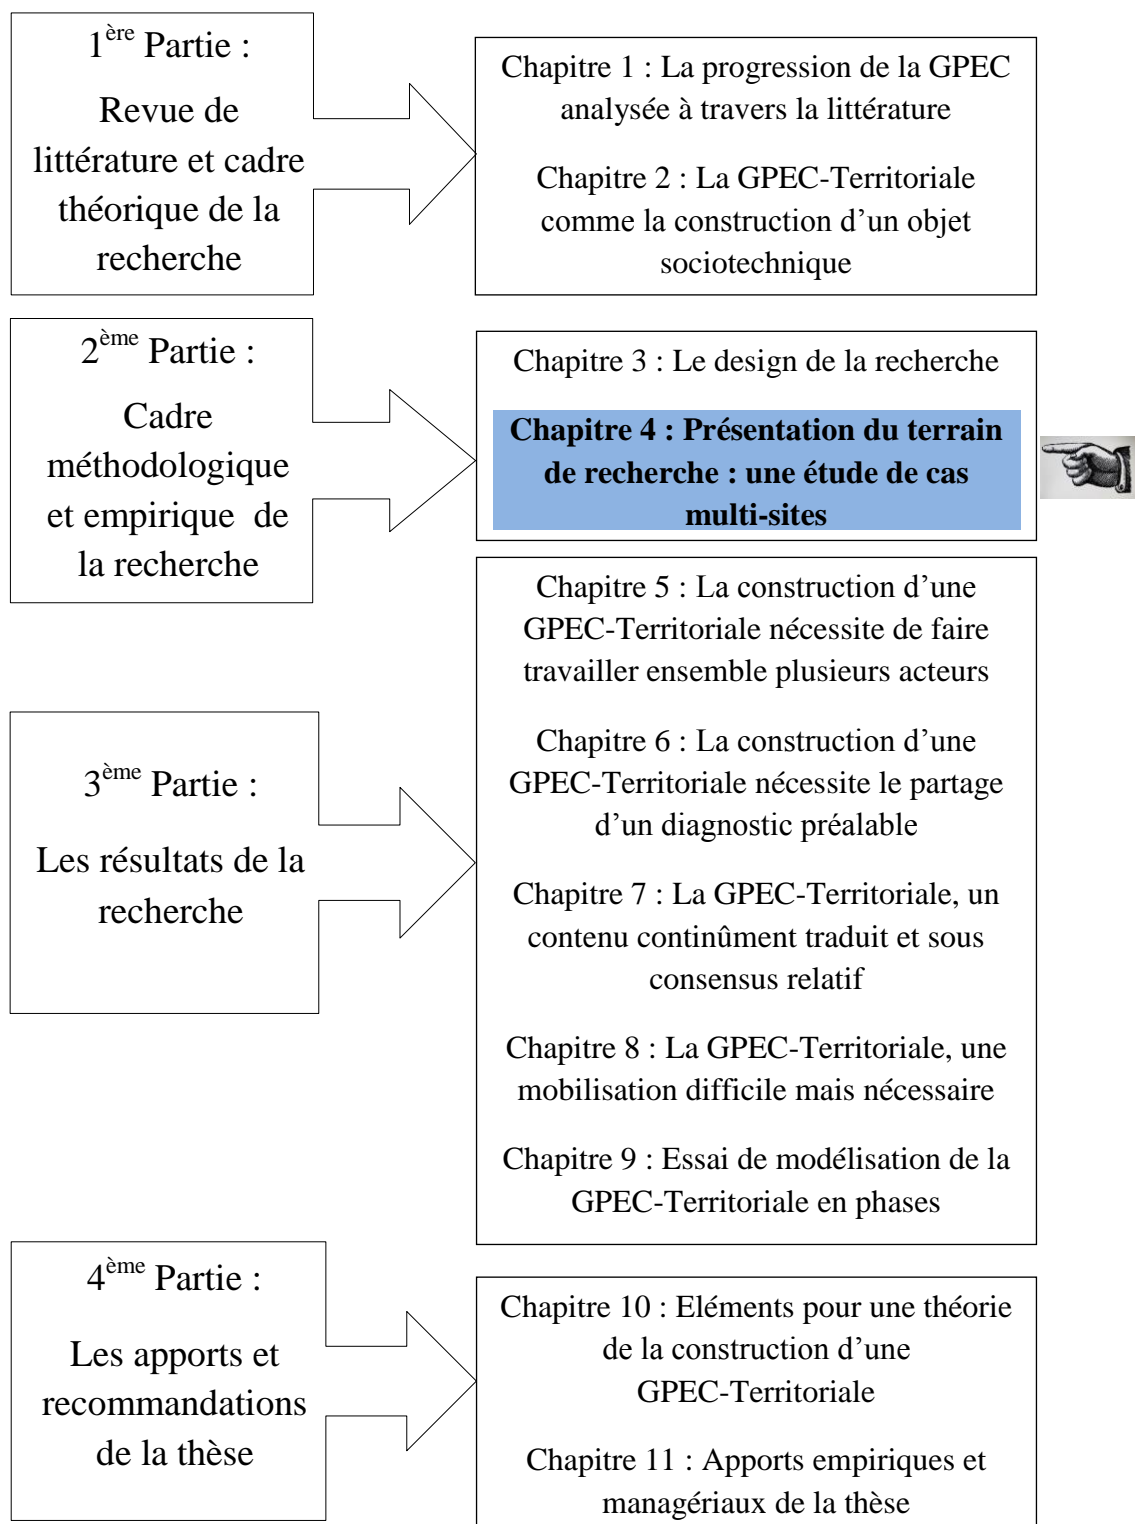 1ère Partie :
Revue de
littérature et cadre
théorique de la
recherche
Chapitre 1 : La progression de la GPEC
analysée à travers la littérature
Chapitre 2 : La GPEC-Territoriale
comme la construction d’un objet
sociotechnique
2ème Partie :
Cadre
méthodologique
et empirique de
la recherche
Chapitre 3 : Le design de la recherche
Chapitre 4 : Présentation du terrain
de recherche : une étude de cas
multi-sites
3ème Partie :
Les résultats de la
recherche
Chapitre 5 : La construction d’une
GPEC-Territoriale nécessite de faire
travailler ensemble plusieurs acteurs
Chapitre 6 : La construction d’une
GPEC-Territoriale nécessite le partage
d’un diagnostic préalable
Chapitre 7 : La GPEC-Territoriale, un
contenu continûment traduit et sous
consensus relatif
Chapitre 8 : La GPEC-Territoriale, une
mobilisation difficile mais nécessaire
Chapitre 9 : Essai de modélisation de la
GPEC-Territoriale en phases
4ème Partie :
Les apports et
recommandations
de la thèse
Chapitre 10 : Eléments pour une théorie
de la construction d’une
GPEC-Territoriale
Chapitre 11 : Apports empiriques et
managériaux de la thèse